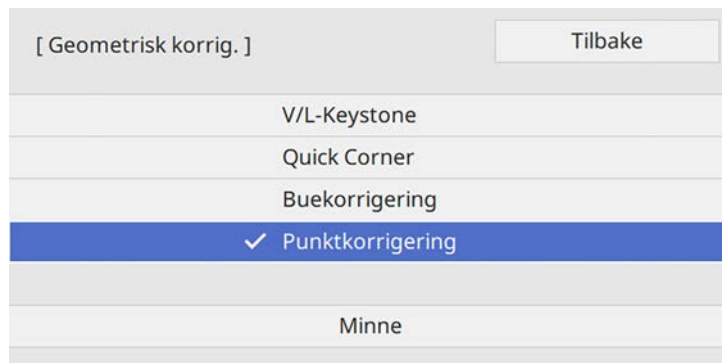 [ Geometrisk korrig. ]
Tilbake
V/L-Keystone
Quick Corner
Buekorrigering
Punktkorrigering
Minne